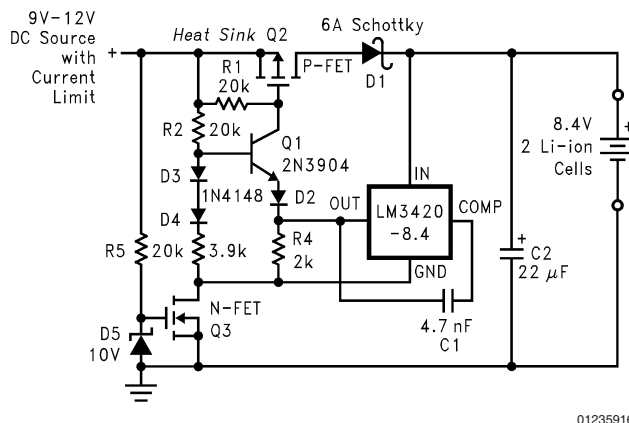 9V-12V
DC Source
with
Current
Limit
+
Heat Sink Q2
6A Schottky
R1
20k
P-FET
D1
R2
20k
Q1
2N3904
8.4V
2 Li-ion
Cells
+
D3
1N4148
D2
OUT
IN
LM3420
-8.4
COMP
GND
D4
R5
20k
3.9k
R4
2k
+
C2
22 μF
N-FET
Q3
4.7 nF
C1
D5
10V
01235916